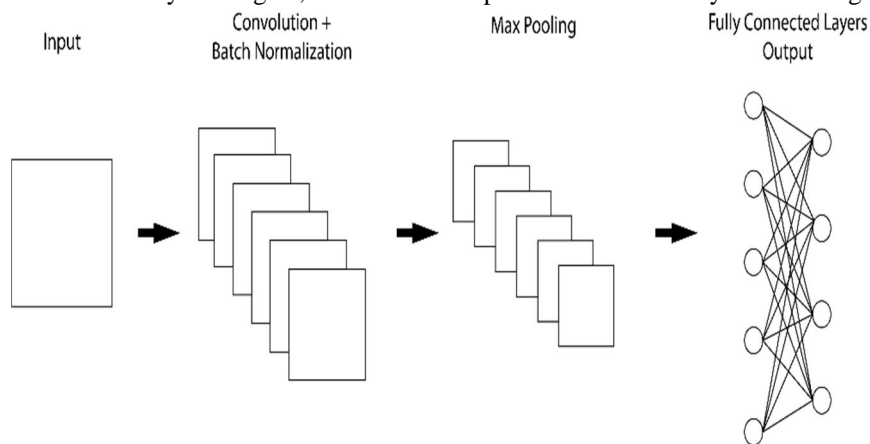 Input
Convolution +
Batch Normalization
Max Pooling
Fully Connected Layers
Output